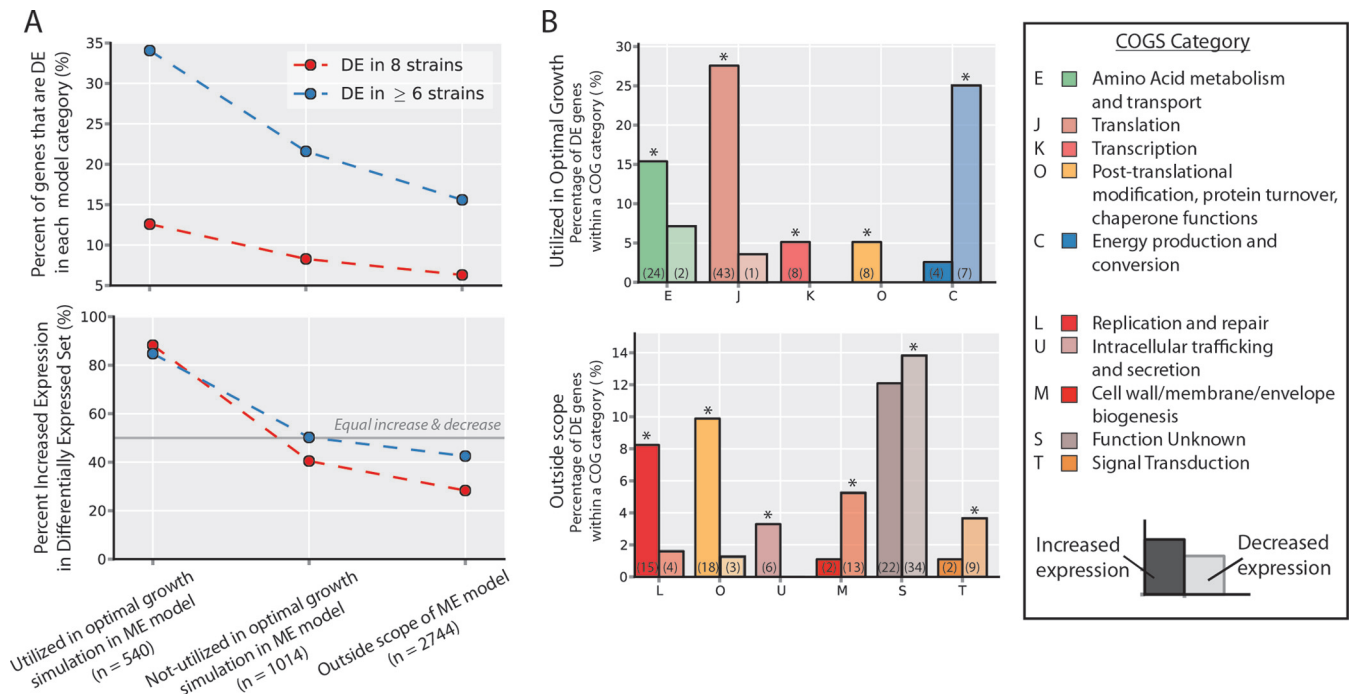 A
Percent of genes that are DE
in each model category (%)
35
30
25
20
15
10
5
DE in 8 strains
DE in ≥ 6 strains
Percent Increased Expression
in Differentially Expressed Set (%)
100
80
60
40
20
0
Equal increase & decrease
Utilized in optimal growth
simulation in ME model
(n = 540)
Not-utilized in optimal growth
simulation in ME model
(n = 1014)
Outside scope of ME model
(n = 2744)
B
Utilized in Optimal Growth
Percentage of DE genes
within a COG category (%)
30
25
20
15
10
5
0
* * * * *
(24) (2) (43) (1) (8) (8) (4) (7)
E J K O C
Outside scope
Percentage of DE genes
within a COG category (%)
14
12
10
8
6
4
2
0
* * * * * *
(15) (4) (18) (3) (6) (2) (13) (22) (34) (2) (9)
L O U M S T
COGS Category
E Amino Acid metabolism
and transport
J Translation
K Transcription
O Post-translational
modification, protein turnover,
chaperone functions
C Energy production and
conversion
L Replication and repair
U Intracellular trafficking
and secretion
M Cell wall/membrane/envelope
biogenesis
S Function Unknown
T Signal Transduction
Increased
expression
Decreased
expression